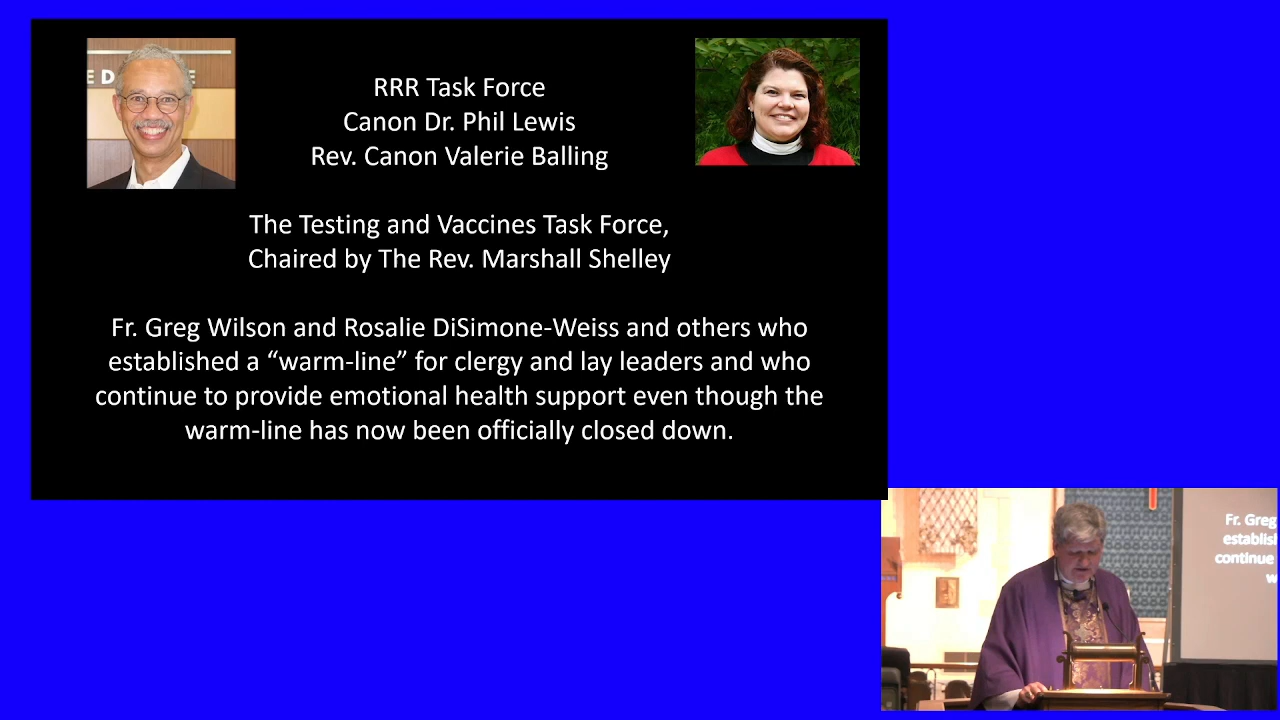 RRR Task Force
Canon Dr. Phil Lewis
Rev. Canon Valerie Balling
The Testing and Vaccines Task Force,
Chaired by The Rev. Marshall Shelley
Fr. Greg Wilson and Rosalie DiSimone-Weiss and others who
established a “warm-line” for clergy and lay leaders and who
continue to provide emotional health support even though the
warm-line has now been officially closed down.
Fr. Greg
continue